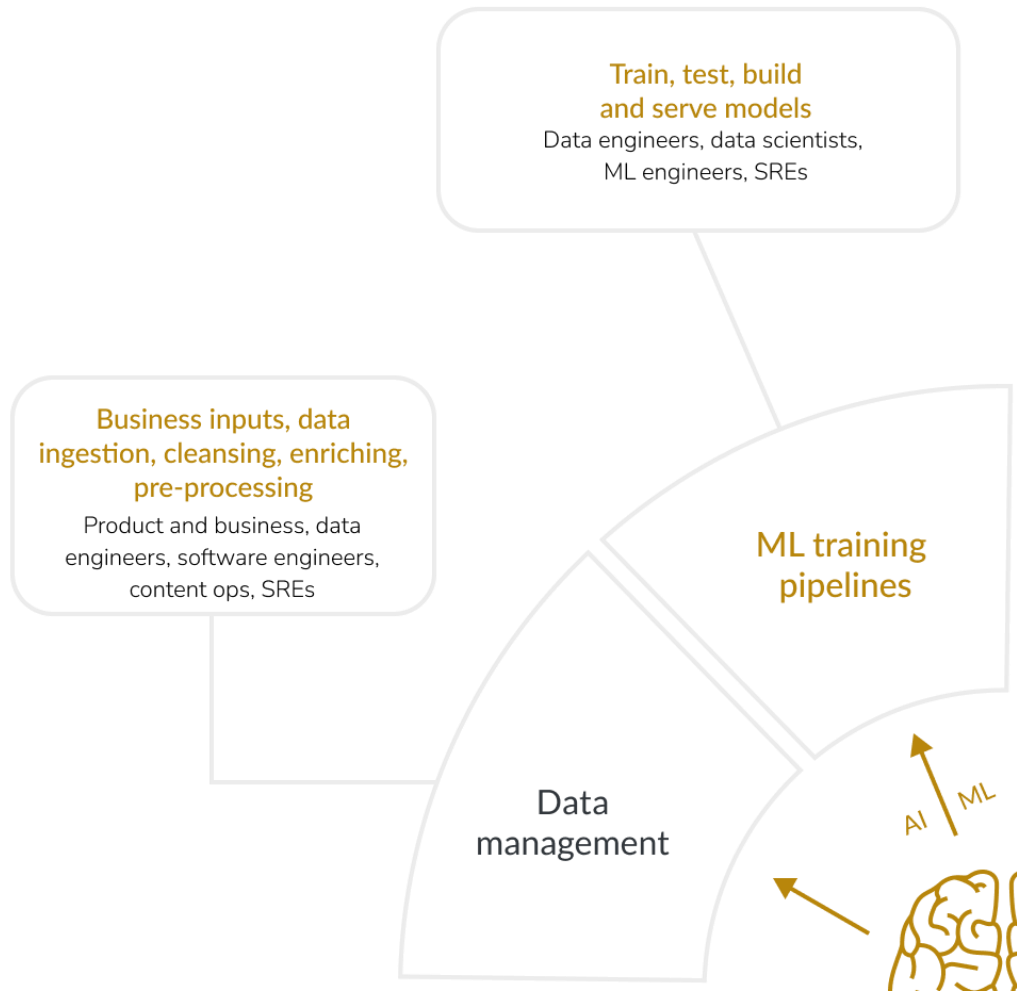 Train, test, build
and serve models
Data engineers, data scientists,
ML engineers, SREs
Business inputs, data
ingestion, cleansing, enriching,
pre-processing
Product and business, data
engineers, software engineers,
content ops, SREs
ML training
pipelines
Data
management
AI
ML